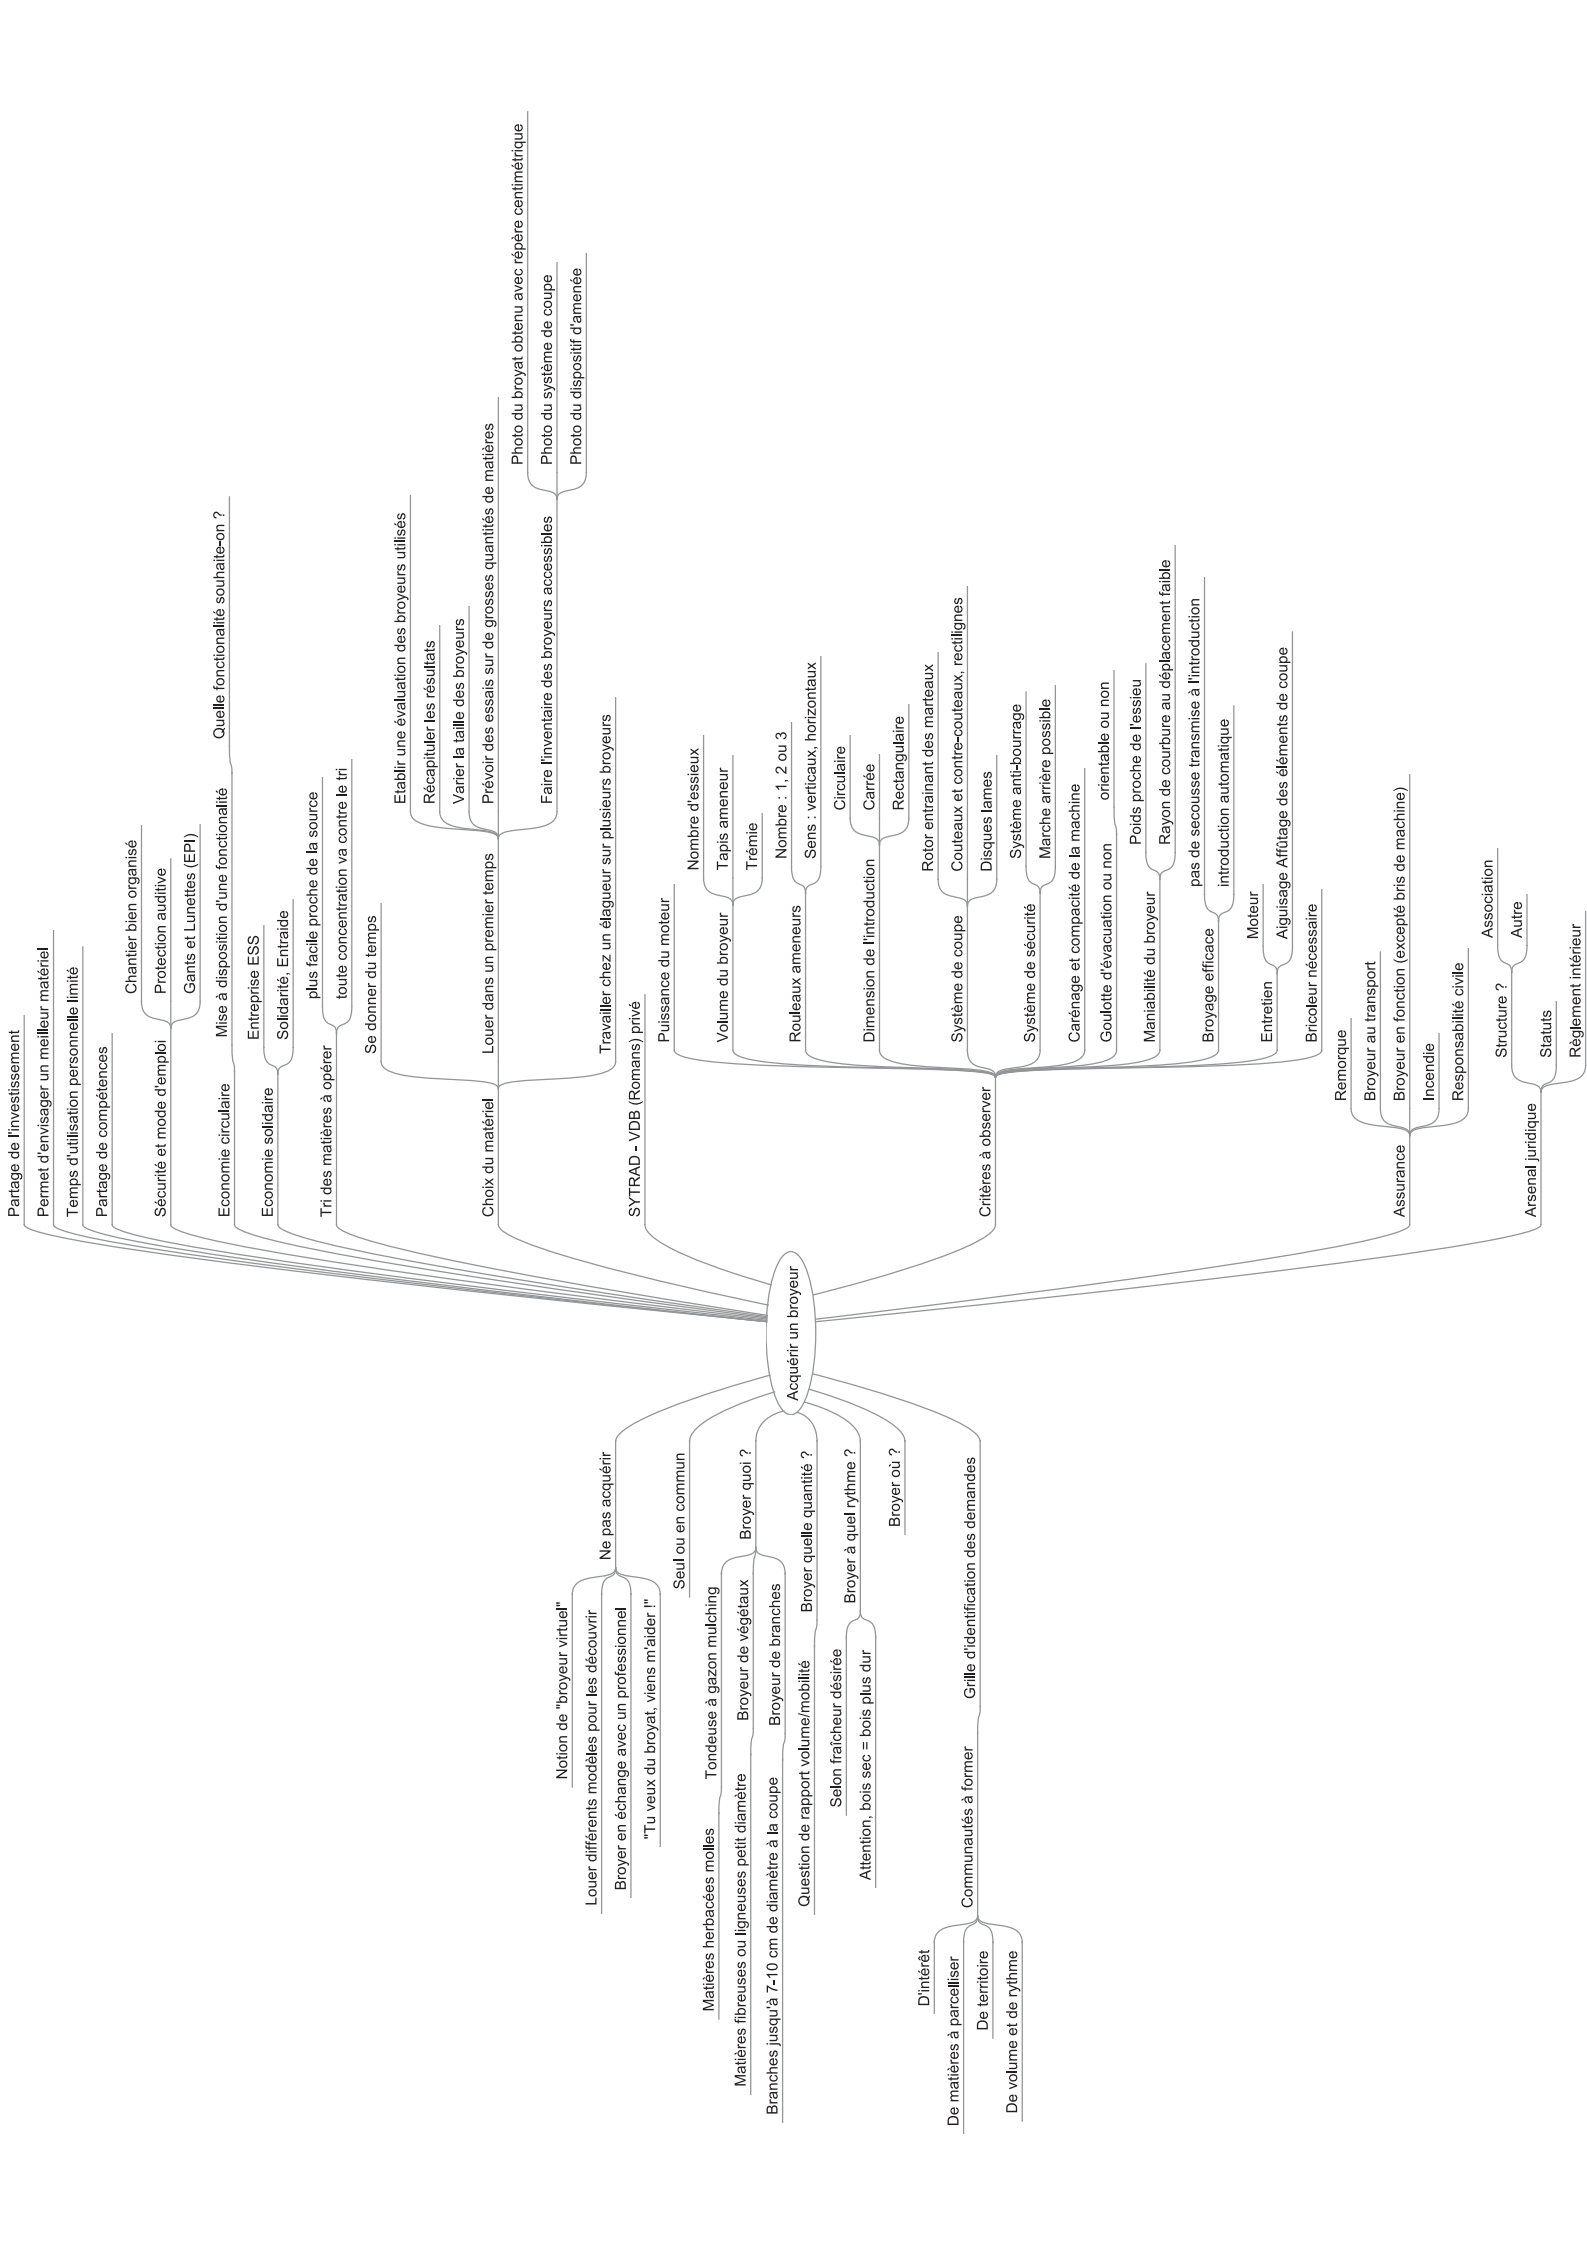 Acquérir un broyeur
Partage de l'investissement
Permet d'envisager un meilleur matériel
Temps d'utilisation personnelle limité
Partage de compétences
Sécurité et mode d'emploi
Chantier bien organisé
Protection auditive
Gants et Lunettes (EPI)
Economie circulaire
Mise à disposition d'une fonctionalité
Quelle fonctionalité souhaite-on ?
Economie solidaire
Entreprise ESS
Solidarité, Entraide
Tri des matières à opérer
plus facile proche de la source
toute concentration va contre le tri
Choix du matériel
Se donner du temps
Louer dans un premier temps
Etablir une évaluation des broyeurs utilisés
Récapituler les résultats
Varier la taille des broyeurs
Prévoir des essais sur de grosses quantités de matières
Faire l'inventaire des broyeurs accessibles
Photo du broyat obtenu avec répère centimétrique
Photo du système de coupe
Photo du dispositif d'amenée
Travailler chez un élagueur sur plusieurs broyeurs
SYTRAD - VDB (Romans) privé
Critères à observer
Puissance du moteur
Volume du broyeur
Nombre d'essieux
Tapis ameneur
Trémie
Rouleaux ameneurs
Nombre : 1, 2 ou 3
Sens : verticaux, horizontaux
Dimension de l'introduction
Circulaire
Carrée
Rectangulaire
Système de coupe
Rotor entrainant des marteaux
Couteaux et contre-couteaux, rectilignes
Disques lames
Système de sécurité
Système anti-bourrage
Marche arrière possible
Carénage et compacité de la machine
Goulotte d'évacuation ou non
orientable ou non
Maniabilité du broyeur
Poids proche de l'essieu
Rayon de courbure au déplacement faible
Broyage efficace
pas de secousse transmise à l'introduction
introduction automatique
Entretien
Moteur
Aiguisage Affûtage des éléments de coupe
Bricoleur nécessaire
Assurance
Remorque
Broyeur au transport
Broyeur en fonction (excepté bris de machine)
Incendie
Responsabilité civile
Arsenal juridique
Structure ?
Association
Autre
Statuts
Règlement intérieur
Ne pas acquérir
Notion de "broyeur virtuel"
Louer différents modèles pour les découvrir
Broyer en échange avec un professionnel
"Tu veux du broyat, viens m'aider !"
Seul ou en commun
Broyer quoi ?
Tondeuse à gazon mulching
Matières herbacées molles
Broyeur de végétaux
Matières fibreuses ou ligneuses petit diamètre
Broyeur de branches
Branches jusqu'à 7-10 cm de diamètre à la coupe
Broyer quelle quantité ?
Question de rapport volume/mobilité
Broyer à quel rythme ?
Selon fraîcheur désirée
Attention, bois sec = bois plus dur
Broyer où ?
Grille d'identification des demandes
Communautés à former
D'intérêt
De matières à parcelliser
De territoire
De volume et de rythme